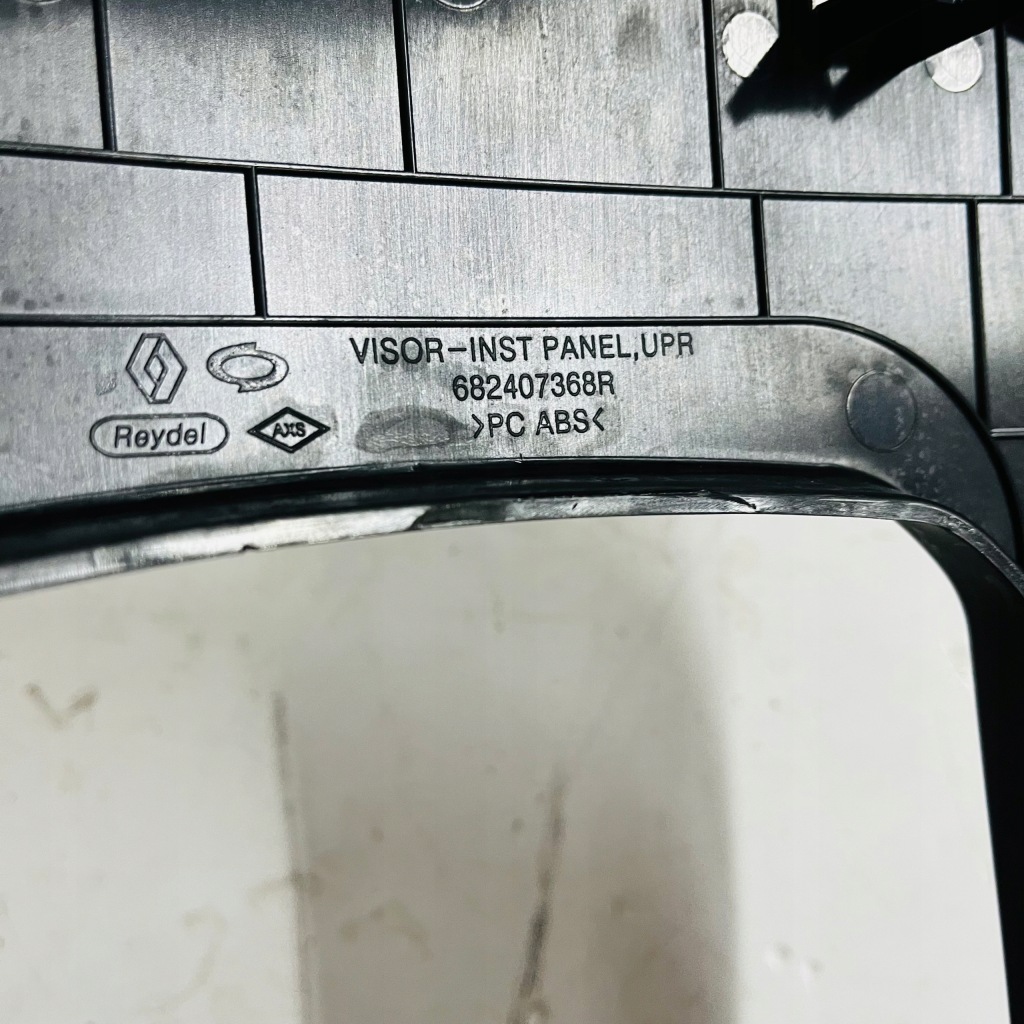 VISOR-INST PANEL,UPR
682407368R
>PC ABS<
Reydel
AXS